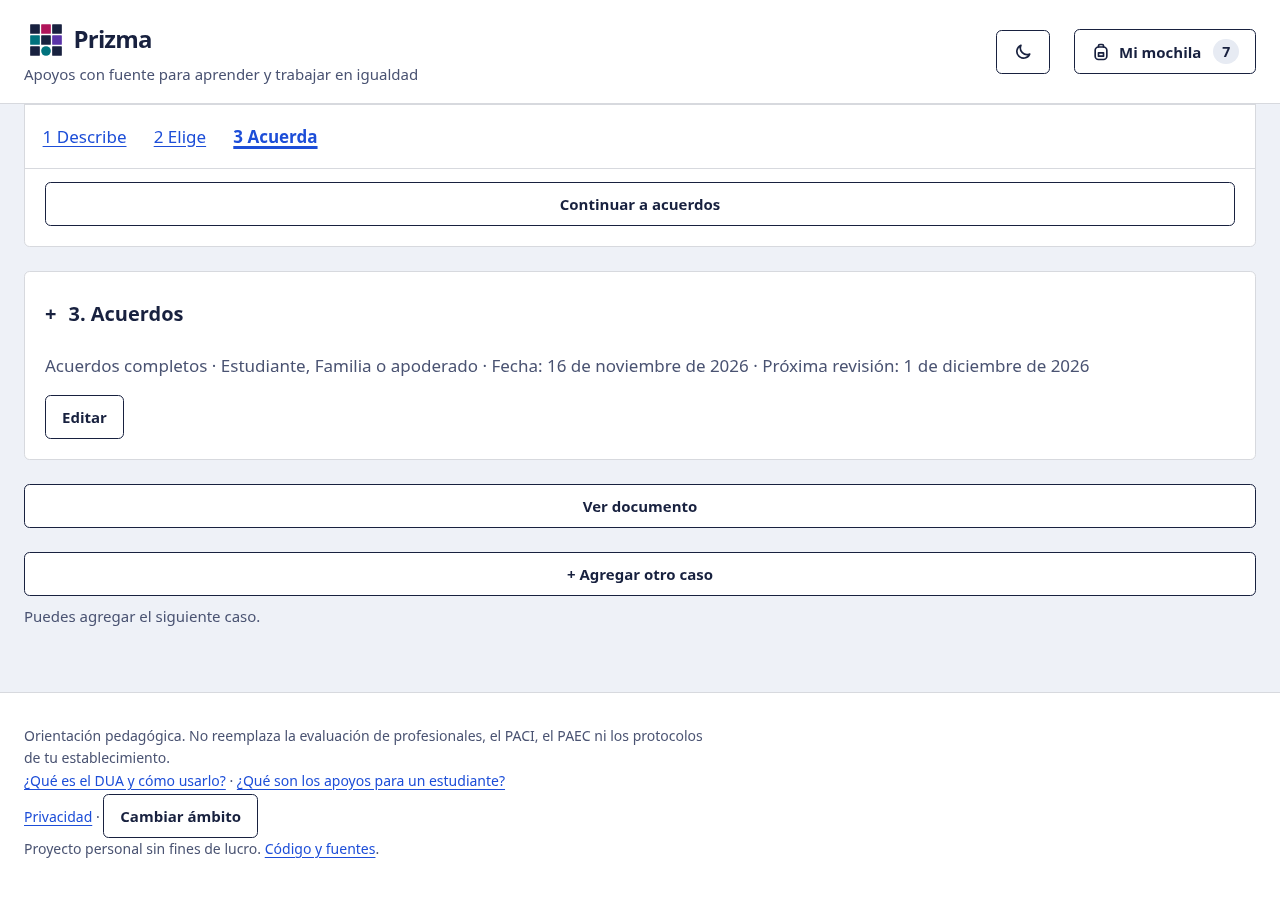 Prizma
Apoyos con fuente para aprender y trabajar en igualdad
Mi mochila 7
1 Describe 2 Elige 3 Acuerda
Continuar a acuerdos
+ 3. Acuerdos
Acuerdos completos · Estudiante, Familia o apoderado · Fecha: 16 de noviembre de 2026 · Próxima revisión: 1 de diciembre de 2026
Editar
Ver documento
+ Agregar otro caso
Puedes agregar el siguiente caso.
Orientación pedagógica. No reemplaza la evaluación de profesionales, el PACI, el PAEC ni los protocolos
de tu establecimiento.
¿Qué es el DUA y cómo usarlo? · ¿Qué son los apoyos para un estudiante?
Privacidad · Cambiar ámbito
Proyecto personal sin fines de lucro. Código y fuentes.